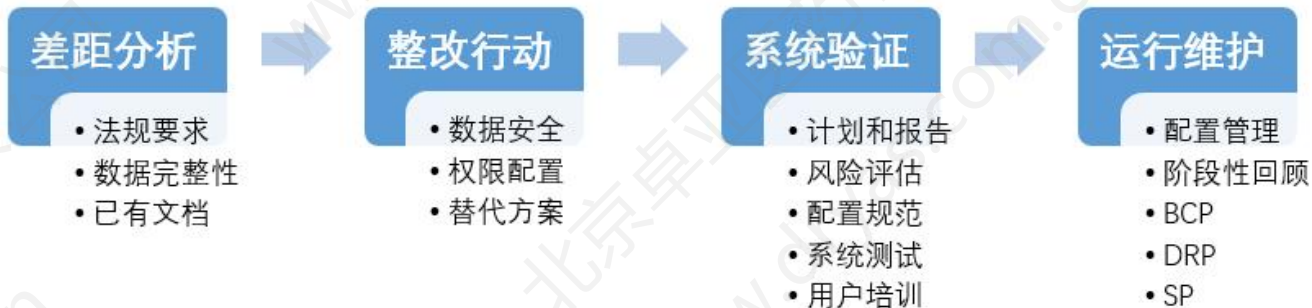 差距分析
• 法规要求
• 数据完整性
• 已有文档
整改行动
• 数据安全
• 权限配置
• 替代方案
系统验证
• 计划和报告
• 风险评估
• 配置规范
• 系统测试
• 用户培训
运行维护
• 配置管理
• 阶段性回顾
• BCP
• DRP
• SP